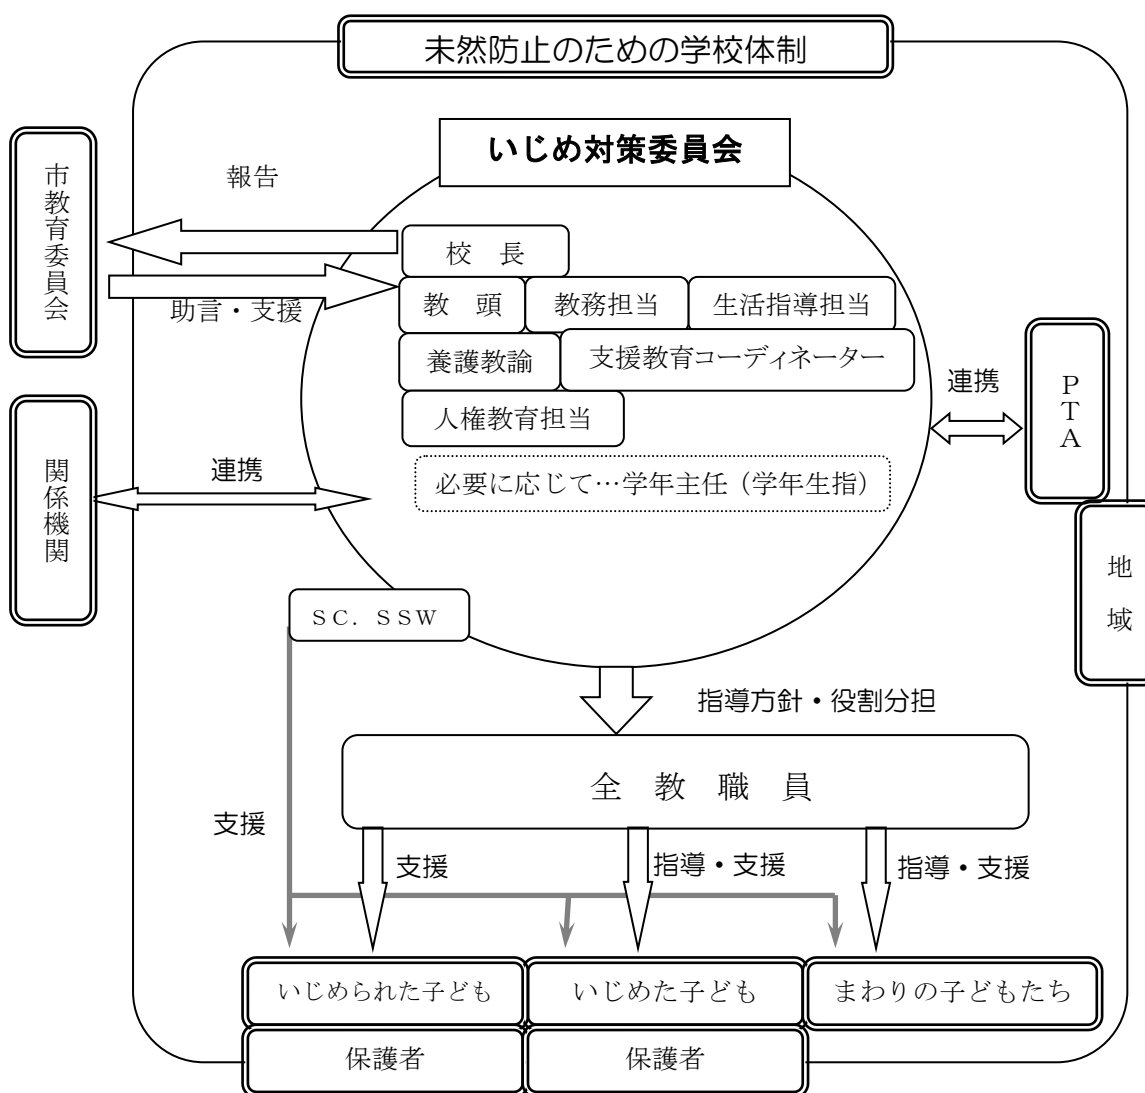 未然防止のための学校体制
いじめ対策委員会
市教育委員会
報告
助言・支援
校　長
教　頭
教務担当
生活指導担当
養護教諭
支援教育コーディネーター
人権教育担当
必要に応じて…学年主任（学年生指）
関係機関
連携
連携
PTA
地域
ＳＣ．ＳＳＷ
指導方針・役割分担
全　教　職　員
支援
支援
指導・支援
指導・支援
いじめられた子ども
いじめた子ども
まわりの子どもたち
保護者
保護者